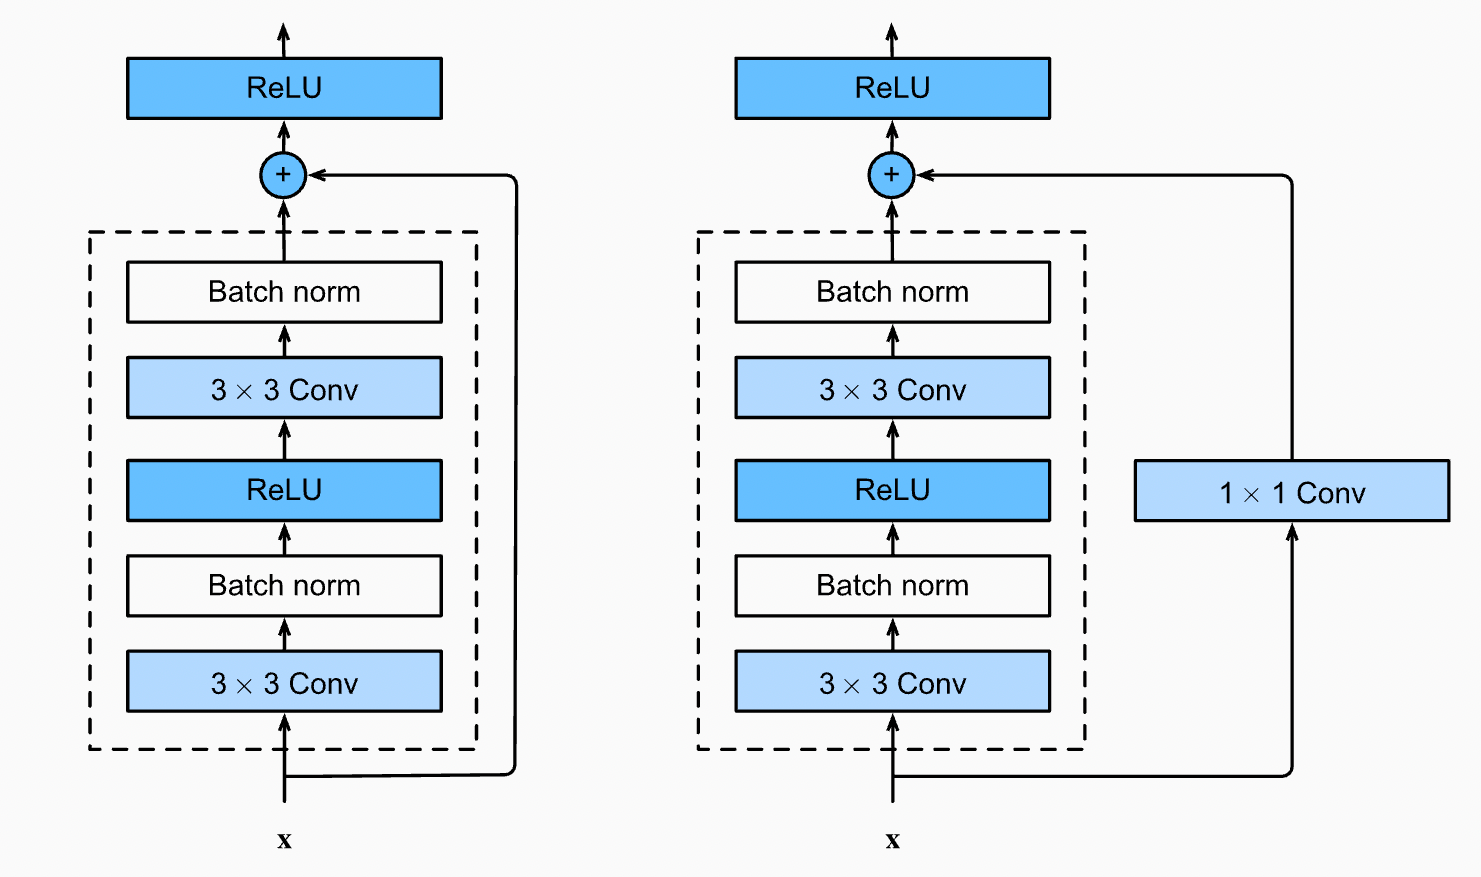 ReLU
+
Batch norm
3 × 3 Conv
ReLU
Batch norm
3 × 3 Conv
x
ReLU
+
Batch norm
3 × 3 Conv
ReLU
Batch norm
3 × 3 Conv
x
1 × 1 Conv